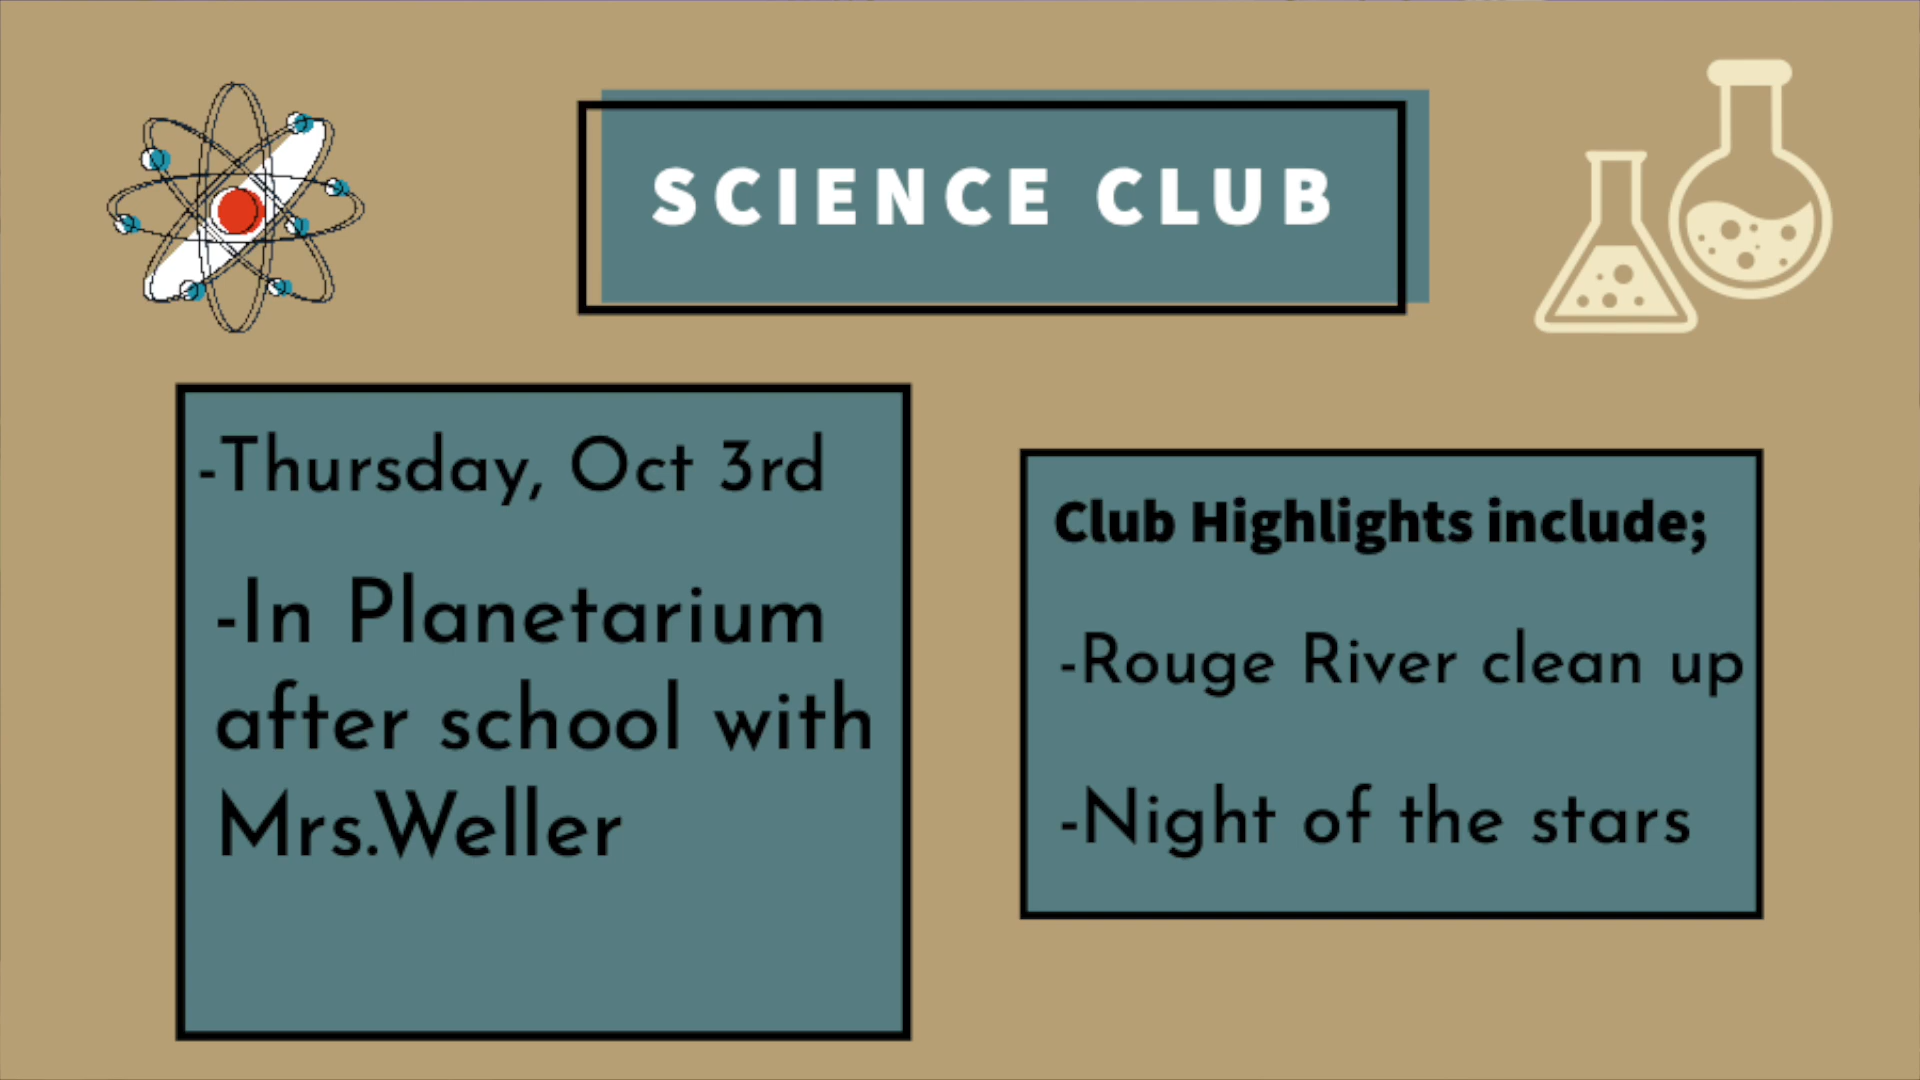 SCIENCE CLUB
-Thursday, Oct 3rd
-In Planetarium
after school with
Mrs.Weller
Club Highlights include;
-Rouge River clean up
-Night of the stars